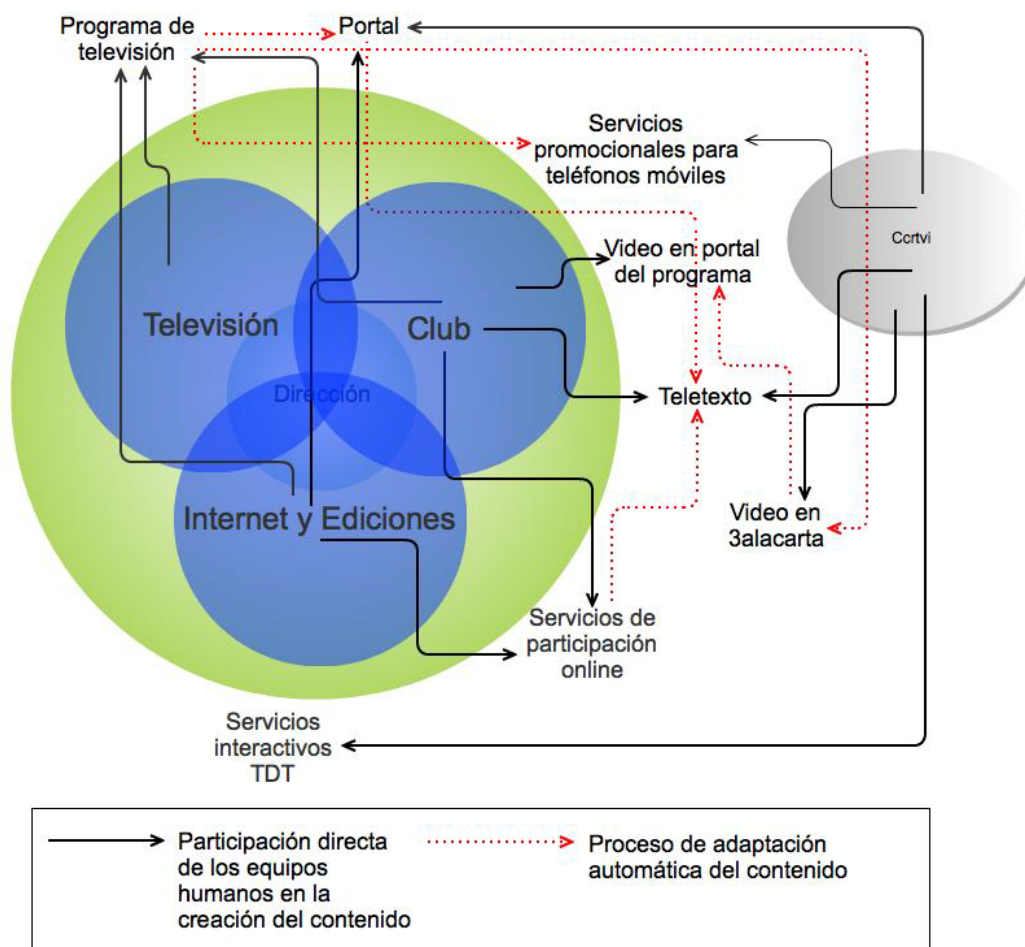 Programa de
televisión
Portal
Servicios
promocionales para
teléfonos móviles
Ccrtvi
Video en portal
del programa
Televisión
Club
Dirección
Teletexto
Internet y Ediciones
Video en
3alacarta
Servicios de
participación
online
Servicios
interactivos
TDT
Participación directa
de los equipos
humanos en la
creación del contenido
Proceso de adaptación
automática del contenido